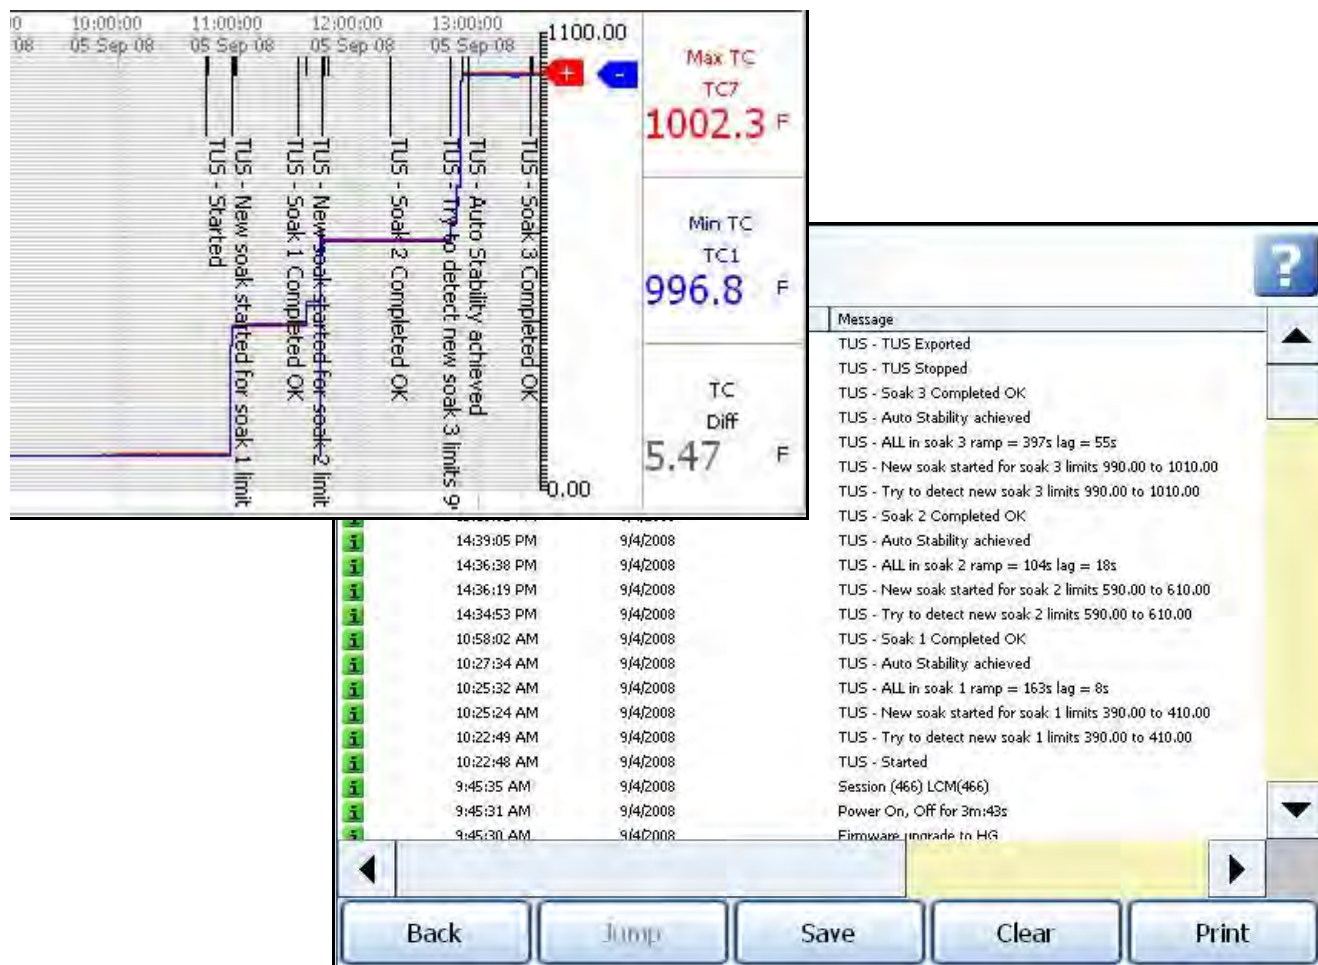 10:00:00 11:00:00 12:00:00 13:00:00
08 05 Sep 08 05 Sep 08 05 Sep 08 05 Sep 08
1100.00
0.00
TUS - Started
TUS - New soak started for soak 1 limit
TUS - Soak 1 Completed OK
TUS - New soak started for soak 2 limit
TUS - Soak 2 Completed OK
TUS - Try to detect new soak 3 limits 9
TUS - Auto Stability achieved
TUS - Soak 3 Completed OK
+ -
Max TC
TC7
1002.3 F
Min TC
TC1
996.8 F
TC
Diff
5.47 F
?
Message
TUS - TUS Exported
TUS - TUS Stopped
TUS - Soak 3 Completed OK
TUS - Auto Stability achieved
TUS - ALL in soak 3 ramp = 397s lag = 55s
TUS - New soak started for soak 3 limits 990.00 to 1010.00
TUS - Try to detect new soak 3 limits 990.00 to 1010.00
TUS - Soak 2 Completed OK
i 14:39:05 PM 9/4/2008 TUS - Auto Stability achieved
i 14:36:38 PM 9/4/2008 TUS - ALL in soak 2 ramp = 104s lag = 18s
i 14:36:19 PM 9/4/2008 TUS - New soak started for soak 2 limits 590.00 to 610.00
i 14:34:53 PM 9/4/2008 TUS - Try to detect new soak 2 limits 590.00 to 610.00
i 10:58:02 AM 9/4/2008 TUS - Soak 1 Completed OK
i 10:27:34 AM 9/4/2008 TUS - Auto Stability achieved
i 10:25:32 AM 9/4/2008 TUS - ALL in soak 1 ramp = 163s lag = 8s
i 10:25:24 AM 9/4/2008 TUS - New soak started for soak 1 limits 390.00 to 410.00
i 10:22:49 AM 9/4/2008 TUS - Try to detect new soak 1 limits 390.00 to 410.00
i 10:22:48 AM 9/4/2008 TUS - Started
i 9:45:35 AM 9/4/2008 Session (466) LCM(466)
i 9:45:31 AM 9/4/2008 Power On, Off for 3m:43s
i 9:45:30 AM 9/4/2008 Firmware upgrade to HG
Back Jump Save Clear Print